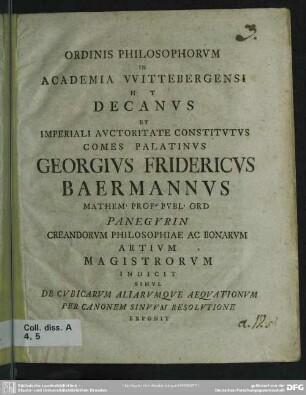 3.
ORDINIS PHILOSOPHORVM
IN
ACADEMIA VVITTEBERGENSI
H T
DECANVS
ET
IMPERIALI AVCTORITATE CONSTITVTVS
COMES PALATINVS
GEORGIVS FRIDERICVS
BAERMANNVS
MATHEM· PROF· PVBL· ORD
PANEGVRIN
CREANDORVM PHILOSOPHIAE AC BONARVM
ARTIVM
MAGISTRORVM
INDICIT
SIMVL
DE CVBICARVM ALIARVMQVE AEQVATIONVM
PER CANONEM SINVVM RESOLVTIONE
EXPONIT
Coll. diss. A
4, 5
DFG